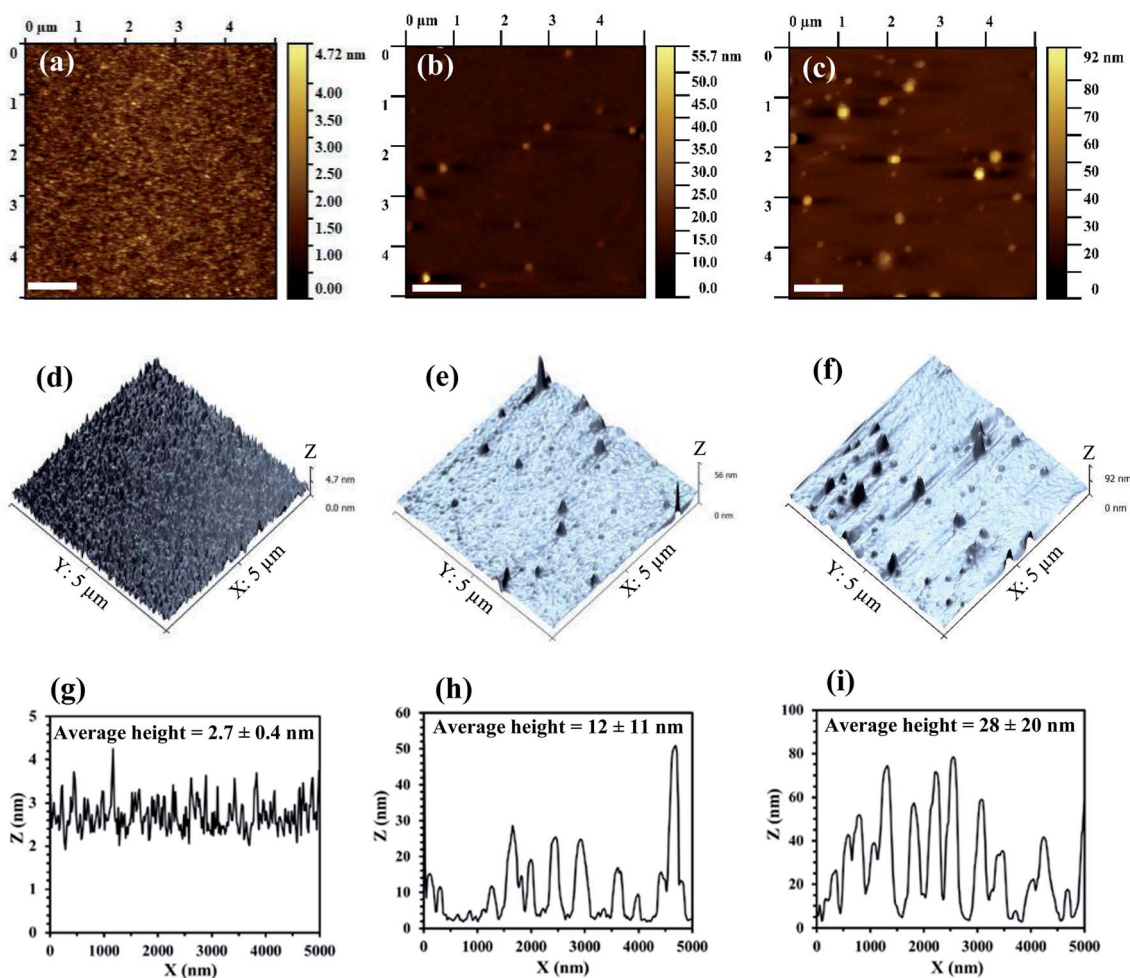 0 µm 1 2 3 4
0
1
2
3
4
(a)
4.72 nm
4.00
3.50
3.00
2.50
2.00
1.50
1.00
0.00
0 µm 1 2 3 4
0
1
2
3
4
(b)
55.7 nm
50.0
45.0
40.0
35.0
30.0
25.0
20.0
15.0
10.0
0.0
0 µm 1 2 3 4
0
1
2
3
4
(c)
92 nm
80
70
60
50
40
30
20
0
(d)
Z
4.7 nm
0.0 nm
Y: 5 µm
X: 5 µm
(e)
Z
56 nm
0 nm
Y: 5 µm
X: 5 µm
(f)
Z
92 nm
0 nm
Y: 5 µm
X: 5 µm
(g)
Average height = 2.7 ± 0.4 nm
Z (nm)
5
4
3
2
1
0
0 1000 2000 3000 4000 5000
X (nm)
(h)
Average height = 12 ± 11 nm
Z (nm)
60
50
40
30
20
10
0
0 1000 2000 3000 4000 5000
X (nm)
(i)
Average height = 28 ± 20 nm
Z (nm)
100
80
60
40
20
0
0 1000 2000 3000 4000 5000
X (nm)